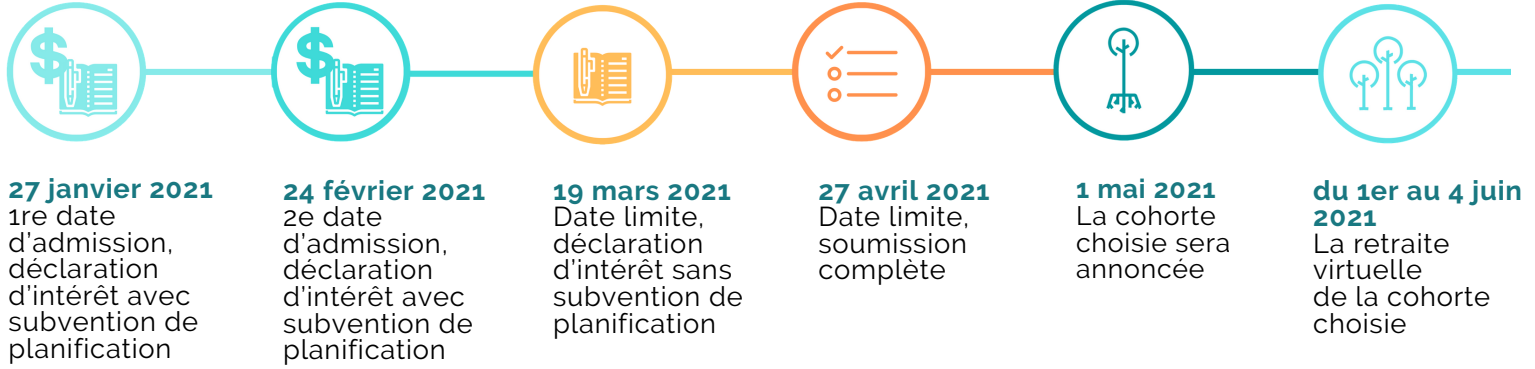 27 janvier 2021
1re date
d'admission,
déclaration
d'intérêt avec
subvention de
planification
24 février 2021
2e date
d'admission,
déclaration
d'intérêt avec
subvention de
planification
19 mars 2021
Date limite,
déclaration
d'intérêt sans
subvention de
planification
27 avril 2021
Date limite,
soumission
complète
1 mai 2021
La cohorte
choisie sera
annoncée
du 1er au 4 juin
2021
La retraite
virtuelle
de la cohorte
choisie